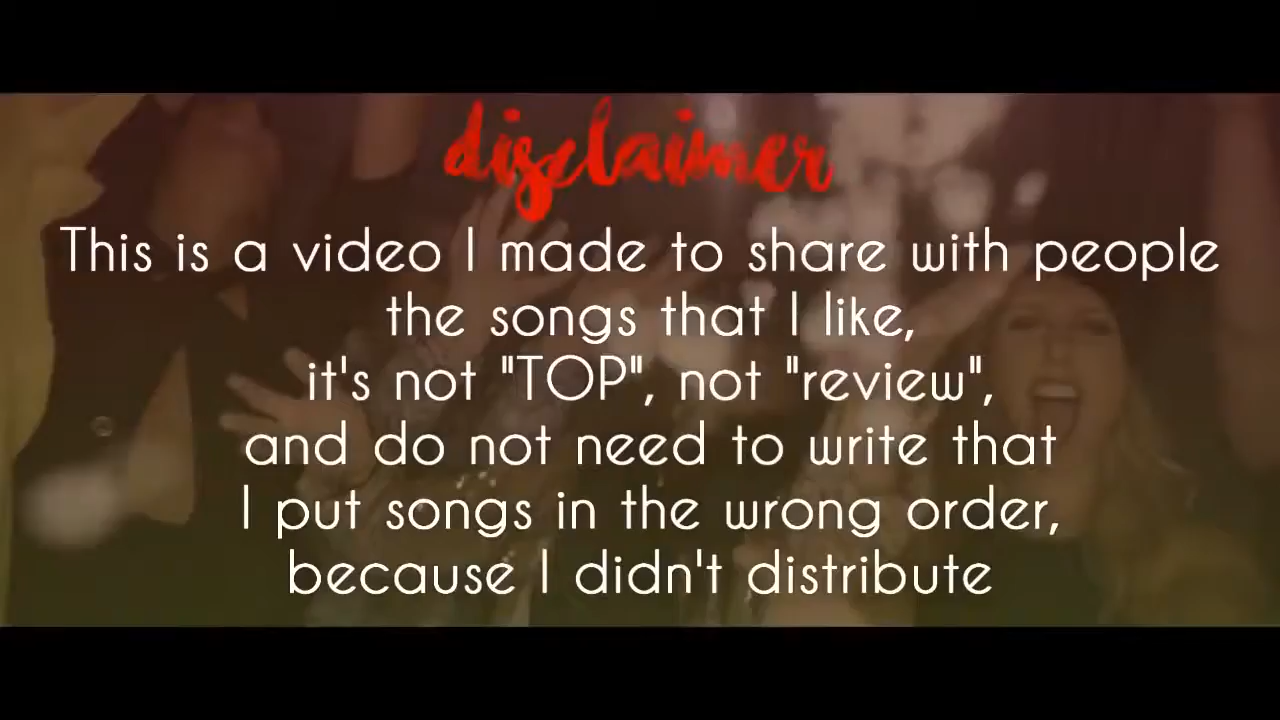 disclaimer
This is a video I made to share with people
the songs that I like,
it's not "TOP", not "review",
and do not need to write that
I put songs in the wrong order,
because I didn't distribute